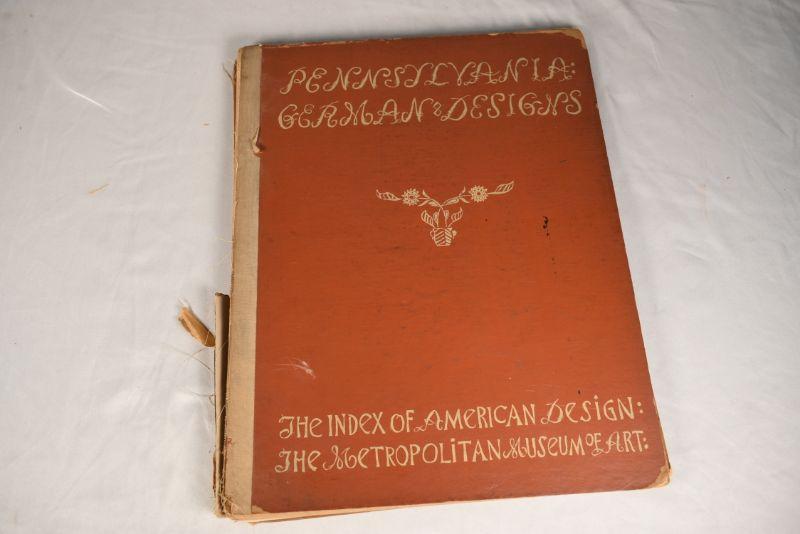 PENNSYLVANIA:
GERMAN: DESIGNS
THE INDEX OF AMERICAN DESIGN:
THE METROPOLITAN MUSEUM OF ART: